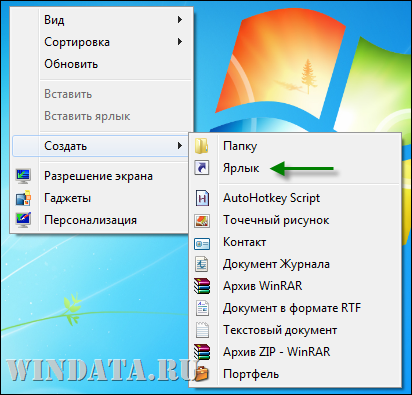 Вид
Сортировка
Обновить
Вставить
Вставить ярлык
Создать
Разрешение экрана
Гаджеты
Персонализация
Папку
Ярлык
AutoHotkey Script
Точечный рисунок
Контакт
Документ Журнала
Архив WinRAR
Документ в формате RTF
Текстовый документ
Архив ZIP - WinRAR
Портфель
WINDATA.RU